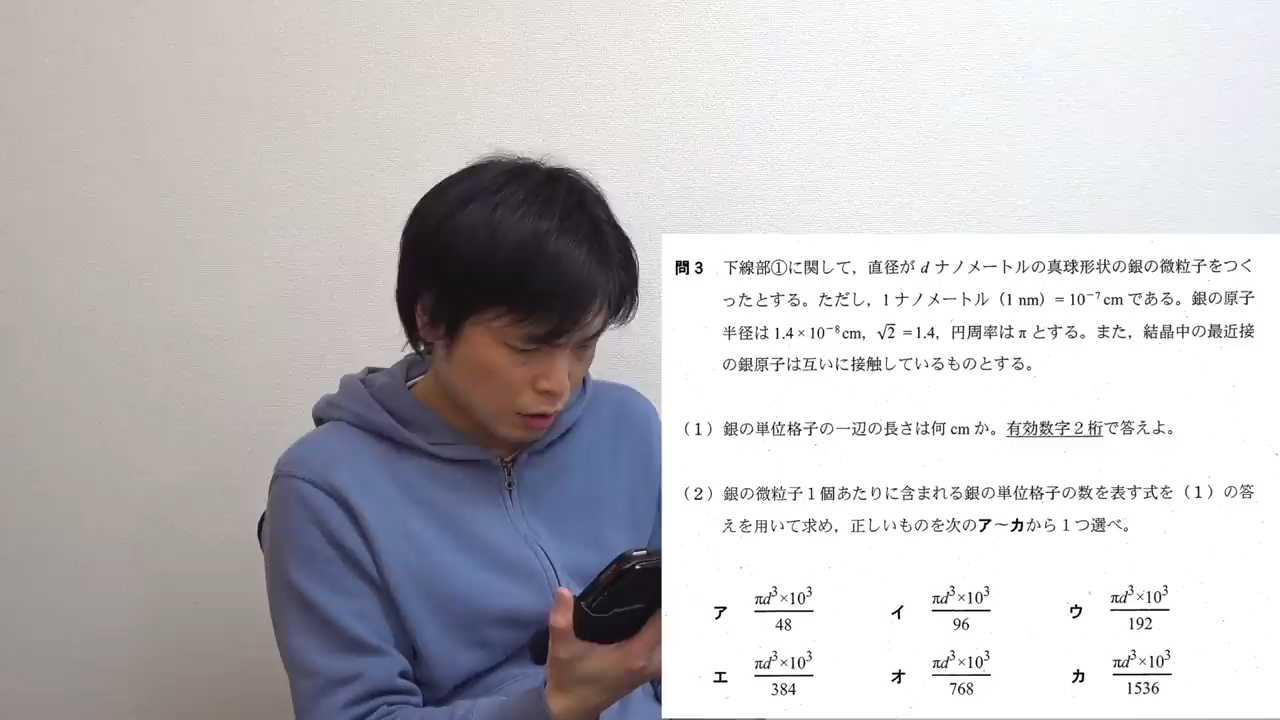 問3 下線部①に関して，直径が d ナノメートルの真球形状の銀の微粒子をつく
ったとする。ただし，1ナノメートル（1 nm）= 10⁻⁷ cm である。銀の原子
半径は 1.4 × 10⁻⁸ cm，√2 = 1.4，円周率は π とする。また，結晶中の最近接
の銀原子は互いに接触しているものとする。
（1）銀の単位格子の一辺の長さは何 cm か。有効数字2桁で答えよ。
（2）銀の微粒子1個あたりに含まれる銀の単位格子の数を表す式を（1）の答
えを用いて求め，正しいものを次のア～カから1つ選べ。
ア πd³×10³/48 イ πd³×10³/96 ウ πd³×10³/192
エ πd³×10³/384 オ πd³×10³/768 カ πd³×10³/1536